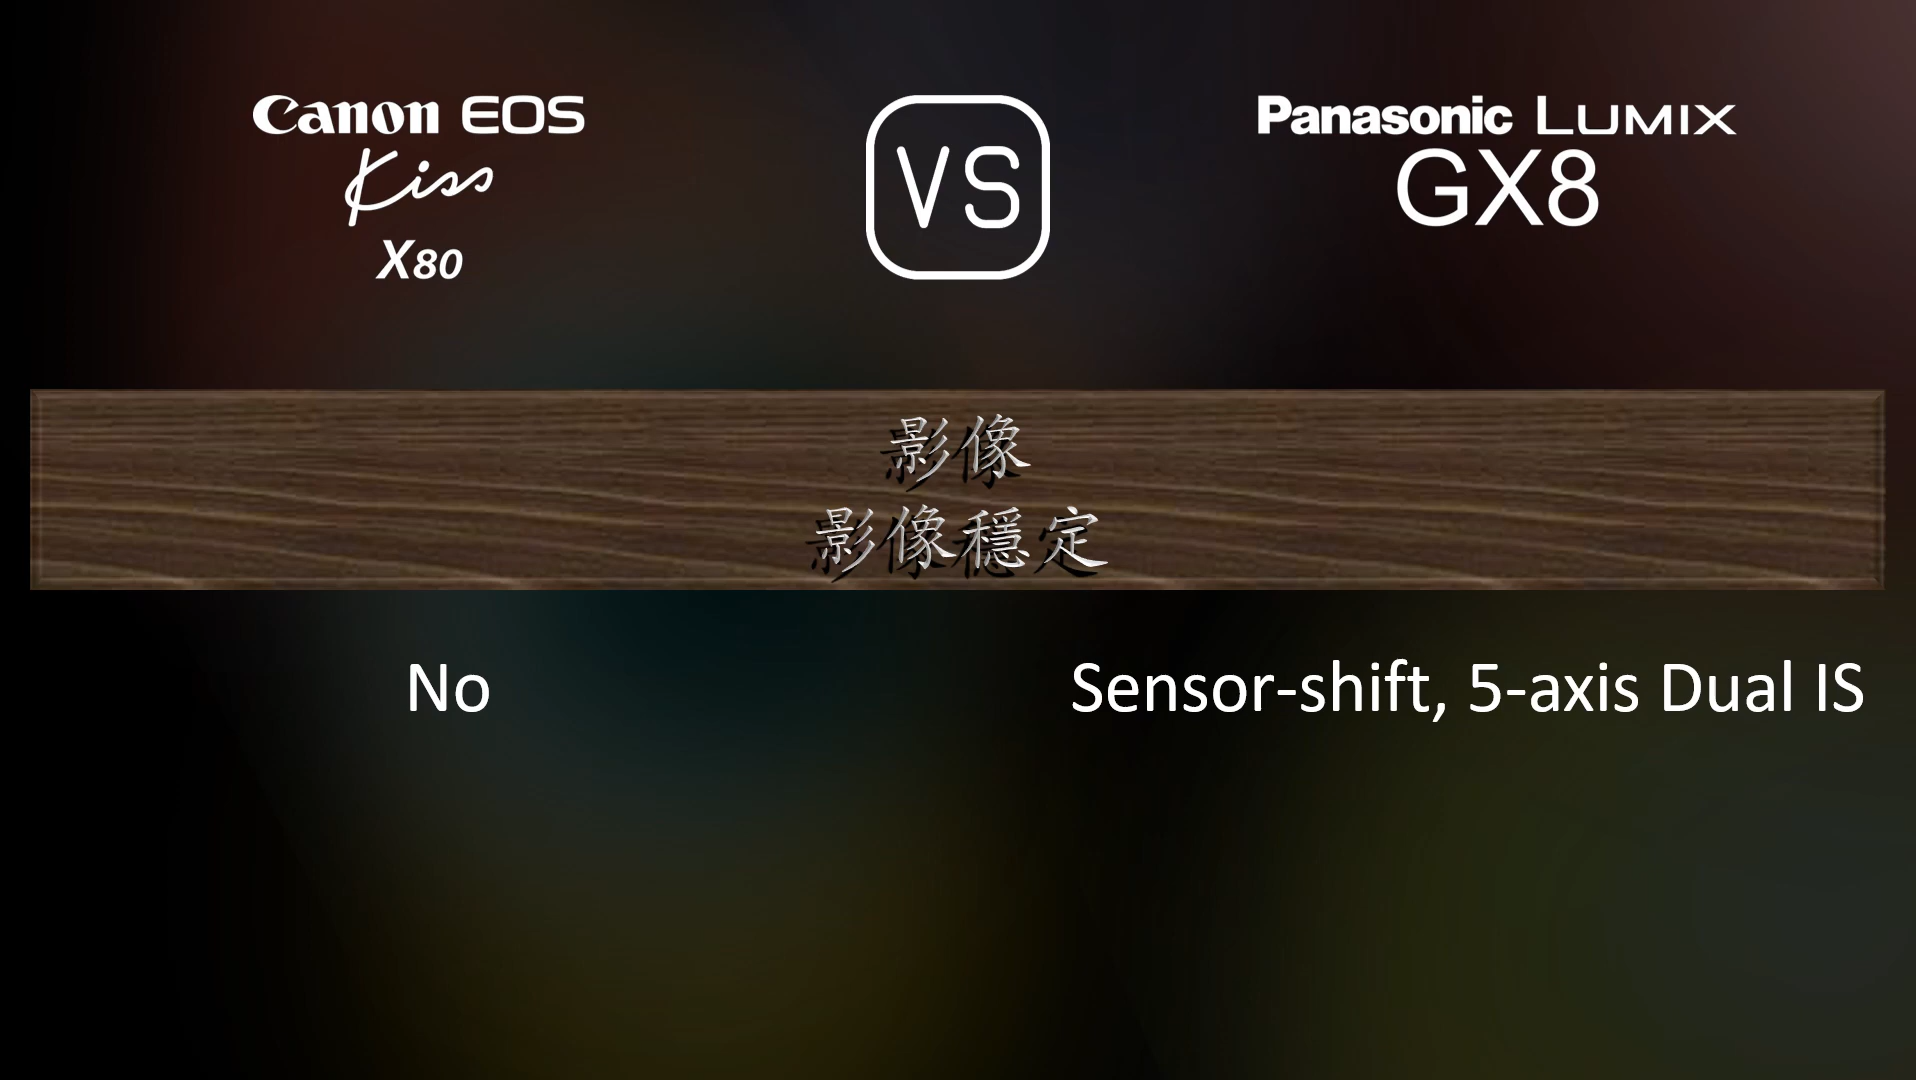 Canon EOS
Kiss
X80
VS
Panasonic LUMIX
GX8
影像
影像穩定
No
Sensor-shift, 5-axis Dual IS